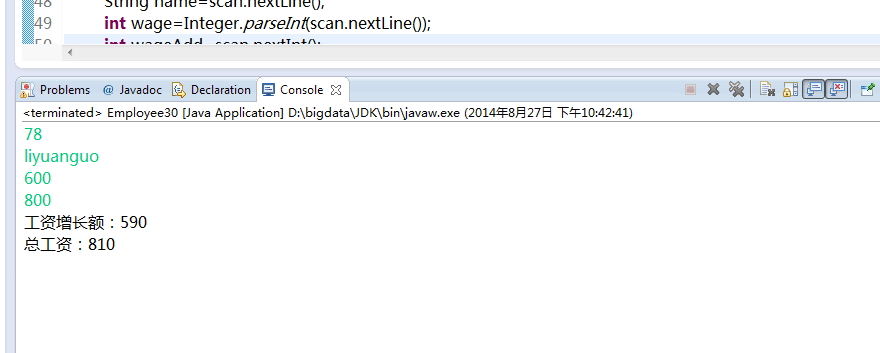 48 String name=scan.nextLine();
49 int wage=Integer.parseInt(scan.nextLine());
50 int wageAdd=scan.nextInt();
Problems @ Javadoc Declaration Console
<terminated> Employee30 [Java Application] D:\bigdata\JDK\bin\javaw.exe (2014年8月27日 下午10:42:41)
78
liyuanguo
600
800
工资增长额：590
总工资：810